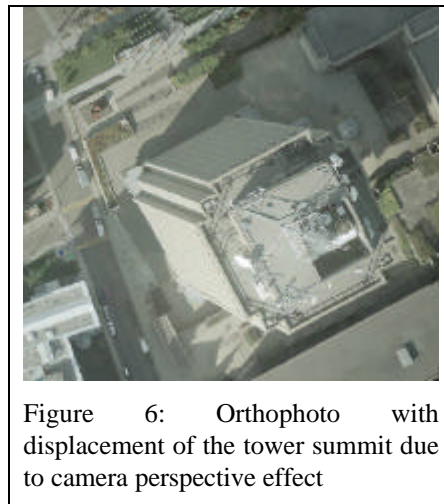 Figure 6: Orthophoto with
displacement of the tower summit due
to camera perspective effect